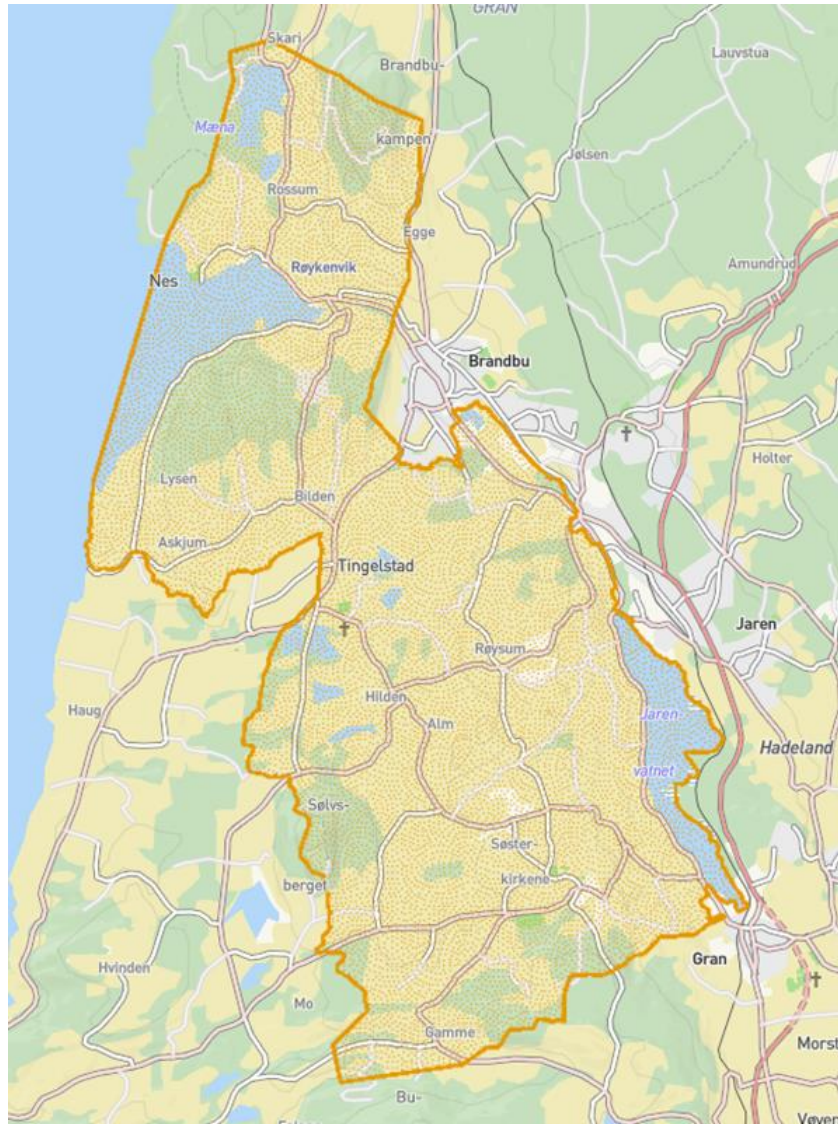 GRAN
Skari
Lauvstua
Brandbu-
kampen
Mæna
Jølsen
Rossum
Egge
Amundrud
Røykenvik
Nes
Brandbu
Holter
Lysen
Bilden
Askjum
Tingelstad
Jaren
Røysum
Haug
Hilden
Alm
Jaren-
vatnet
Hadeland
Sølvs-
berget
Søster-
kirkene
Hvinden
Gran
Mo
Gamme
Morst
Bu-
Vøyen